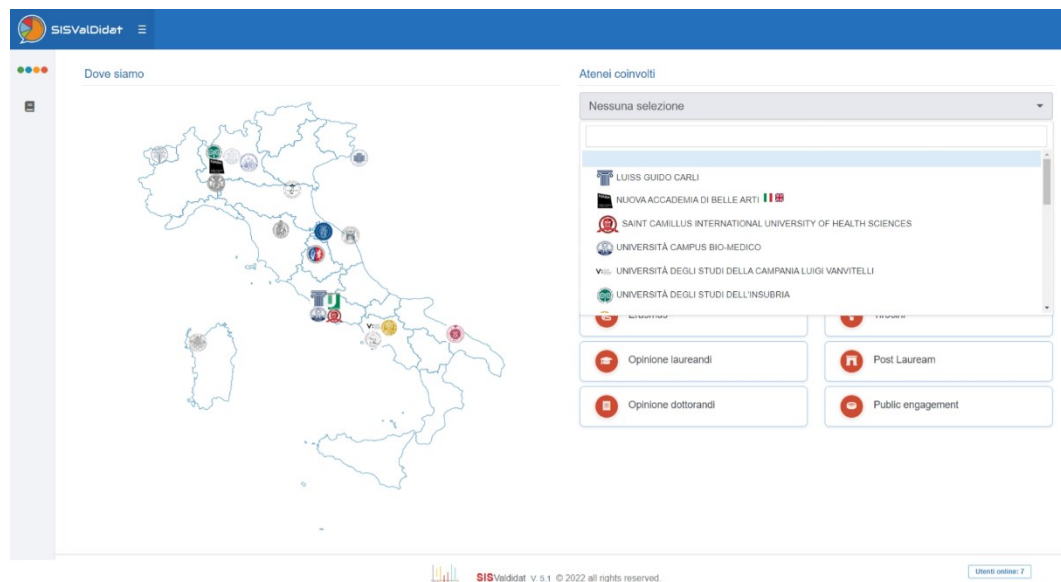 SISValDidat
Dove siamo
Atenei coinvolti
Nessuna selezione
LUISS GUIDO CARLI
NUOVA ACCADEMIA DI BELLE ARTI
SAINT CAMILLUS INTERNATIONAL UNIVERSITY OF HEALTH SCIENCES
UNIVERSITÀ CAMPUS BIO-MEDICO
UNIVERSITÀ DEGLI STUDI DELLA CAMPANIA LUIGI VANVITELLI
UNIVERSITÀ DEGLI STUDI DELL'INSUBRIA
Opinione laureandi
Post Lauream
Opinione dottorandi
Public engagement
SISValdidat V. 5.1 © 2022 all rights reserved.
Utenti online: 7